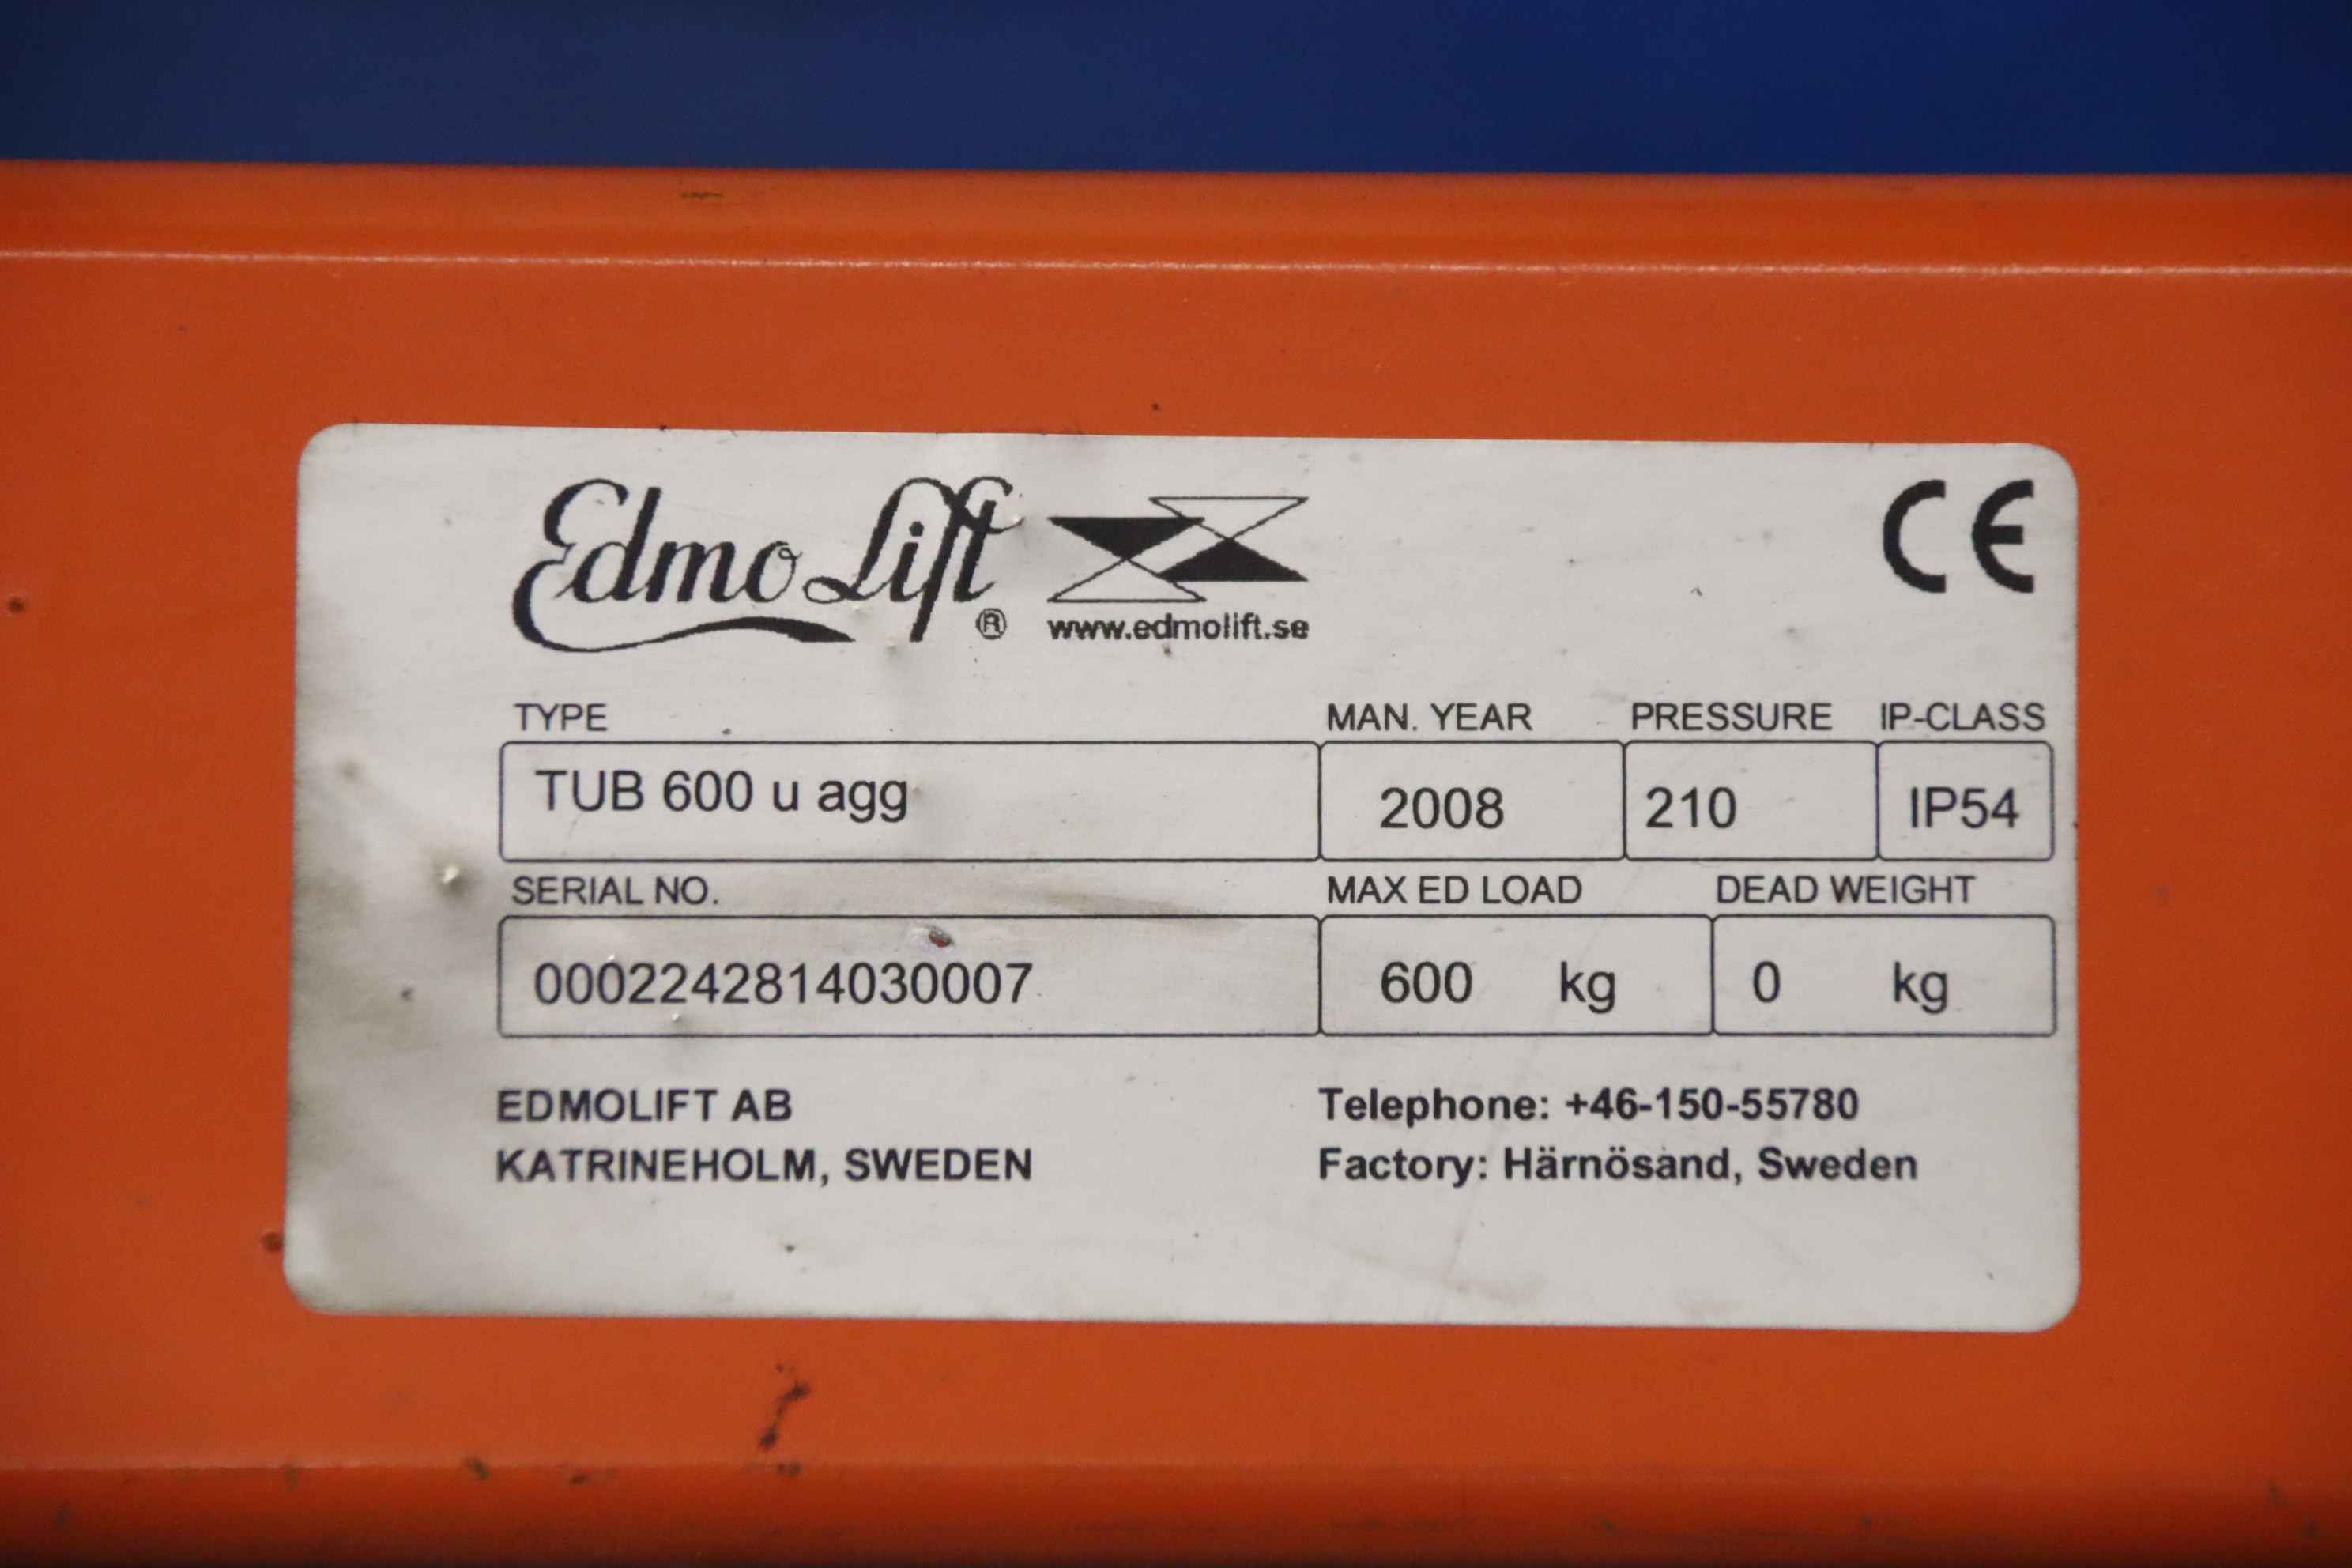 Edmo Lift ®
www.edmolift.se
CE
TYPE MAN. YEAR PRESSURE IP-CLASS
TUB 600 u agg 2008 210 IP54
SERIAL NO. MAX ED LOAD DEAD WEIGHT
0002242814030007 600 kg 0 kg
EDMOLIFT AB Telephone: +46-150-55780
KATRINEHOLM, SWEDEN Factory: Härnösand, Sweden